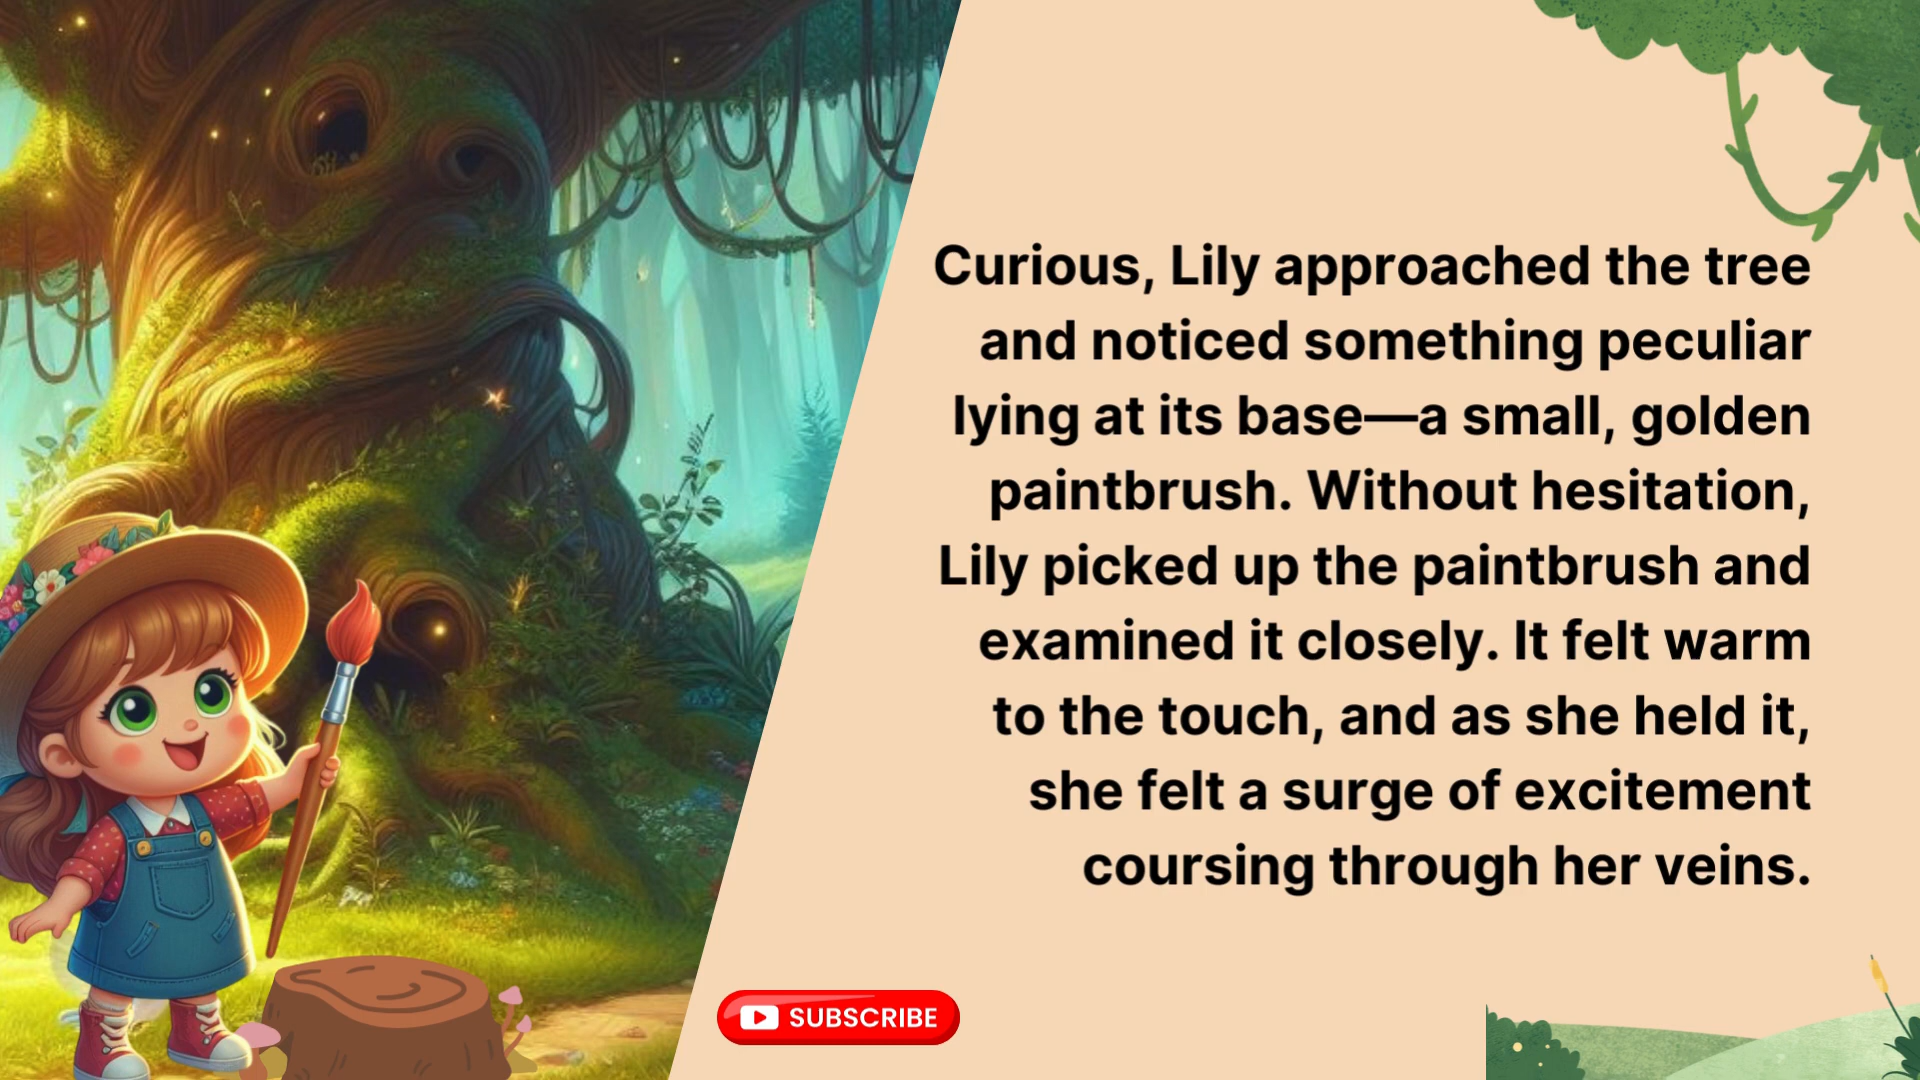 Curious, Lily approached the tree
and noticed something peculiar
lying at its base—a small, golden
paintbrush. Without hesitation,
Lily picked up the paintbrush and
examined it closely. It felt warm
to the touch, and as she held it,
she felt a surge of excitement
coursing through her veins.
SUBSCRIBE